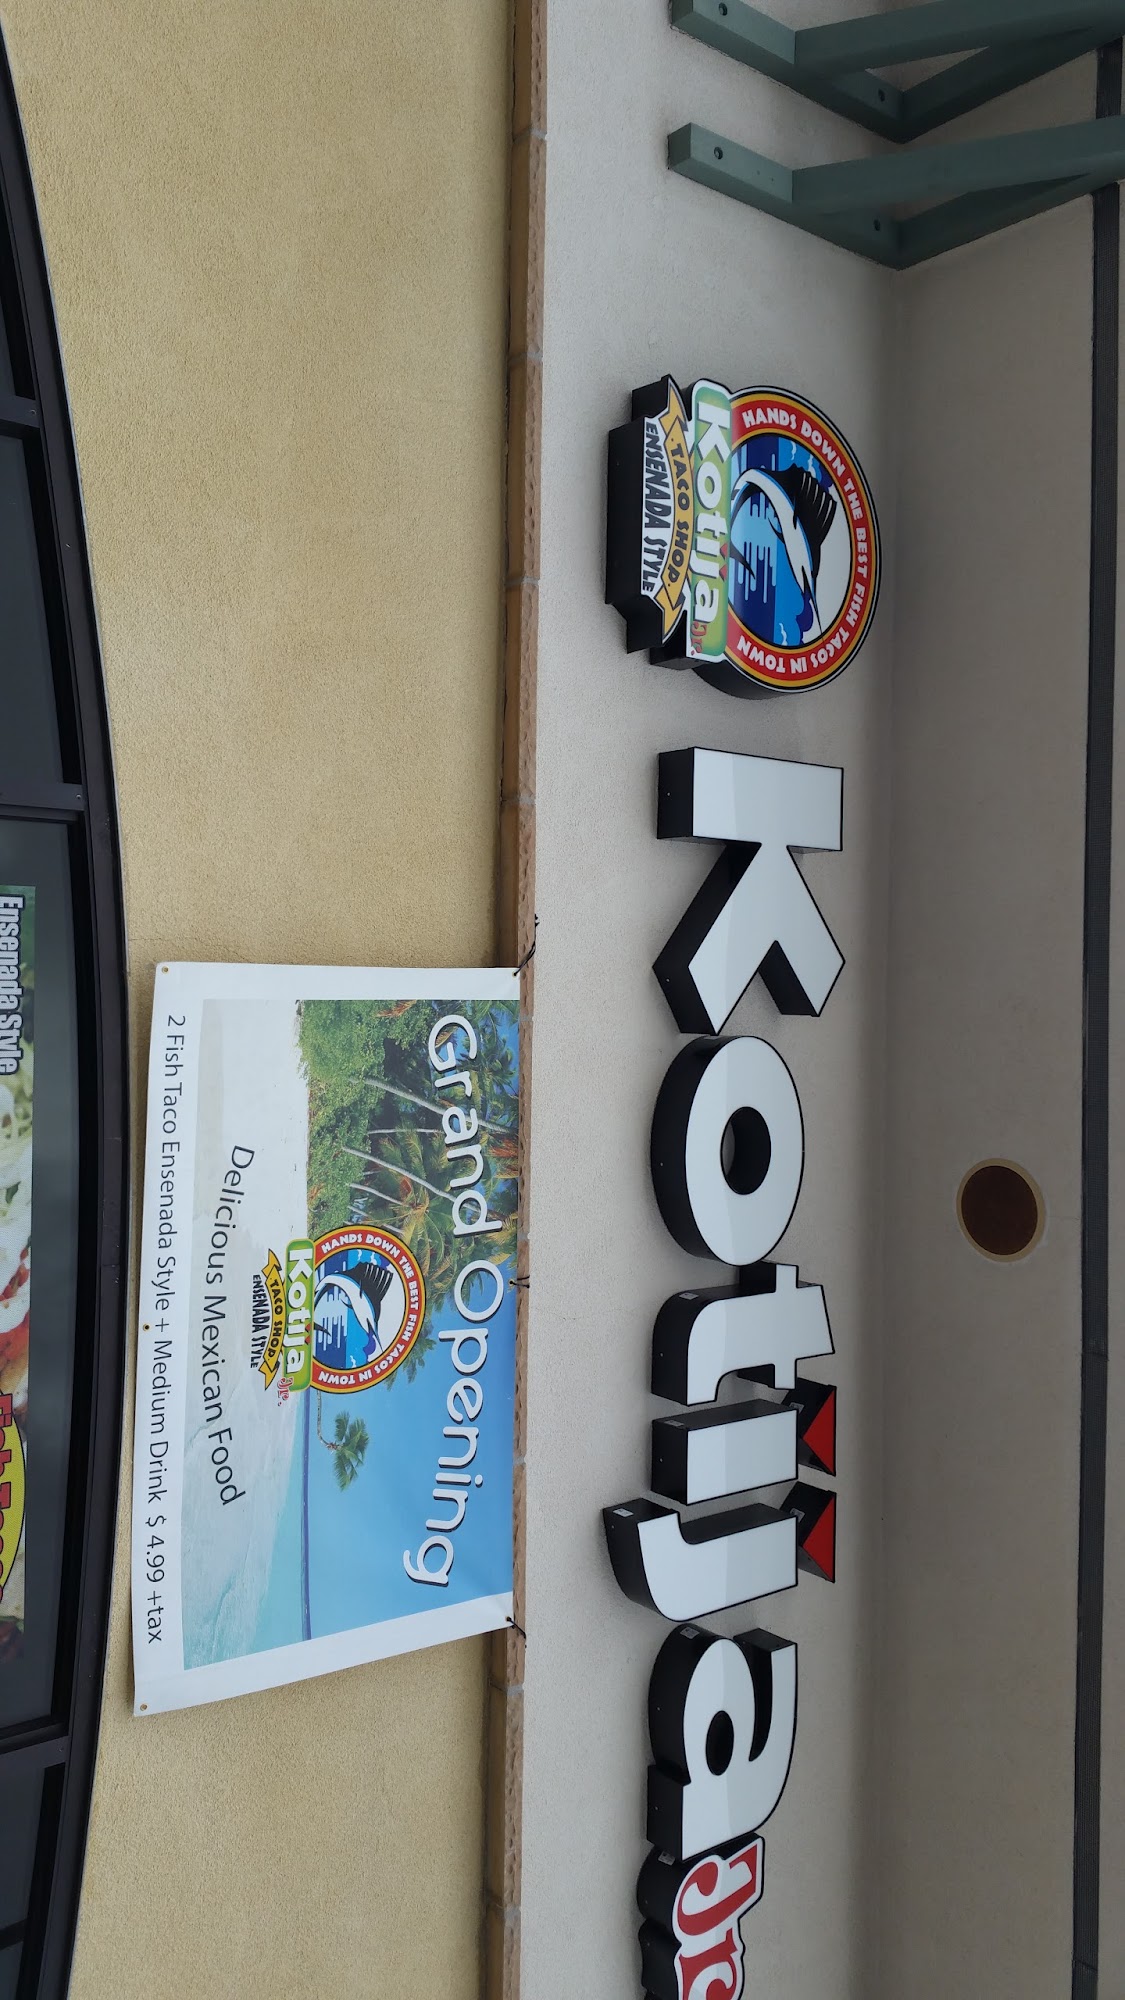 HANDS DOWN THE BEST FISH TACOS IN TOWN
Kotija Jr.
TACO SHOP.
ENSENADA STYLE
Kotija Jr
Grand Opening
HANDS DOWN THE BEST FISH TACOS IN TOWN
Kotija Jr.
TACO SHOP
ENSENADA STYLE
Delicious Mexican Food
2 Fish Taco Ensenada Style + Medium Drink $ 4.99 +tax
Ensenada Style